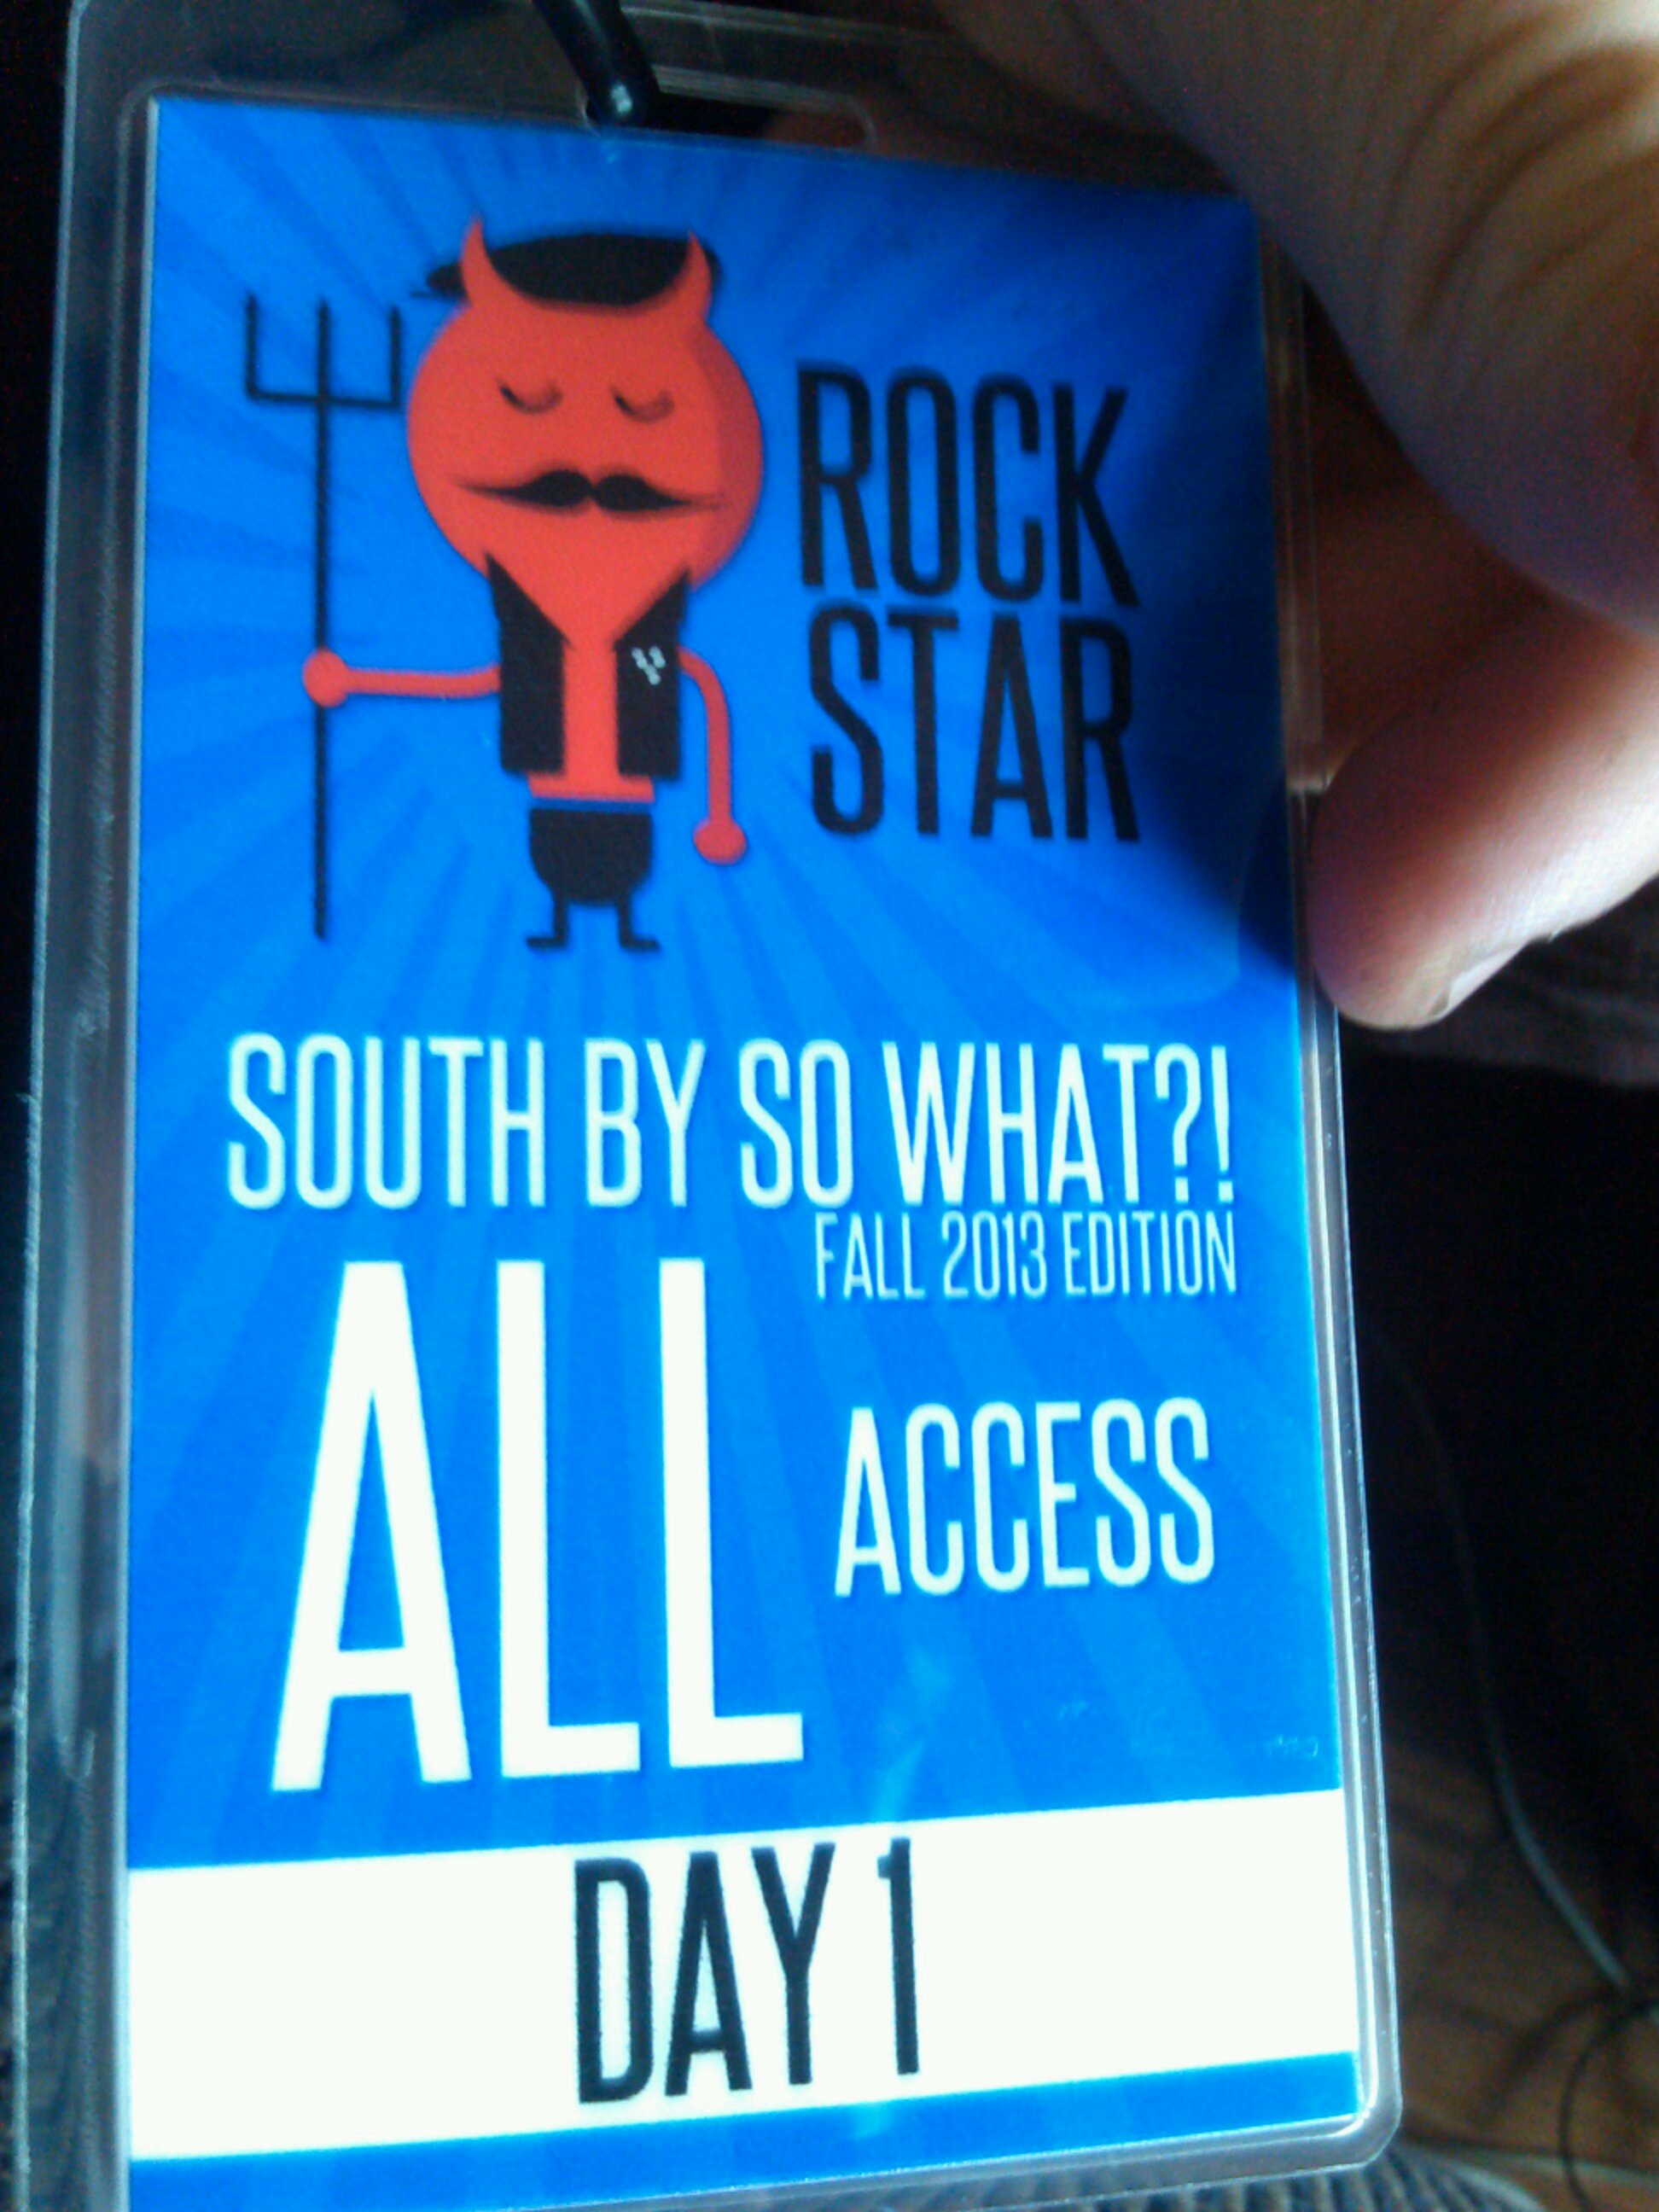 ROCK
STAR
SOUTH BY SO WHAT?!
FALL 2013 EDITION
ALL ACCESS
DAY 1